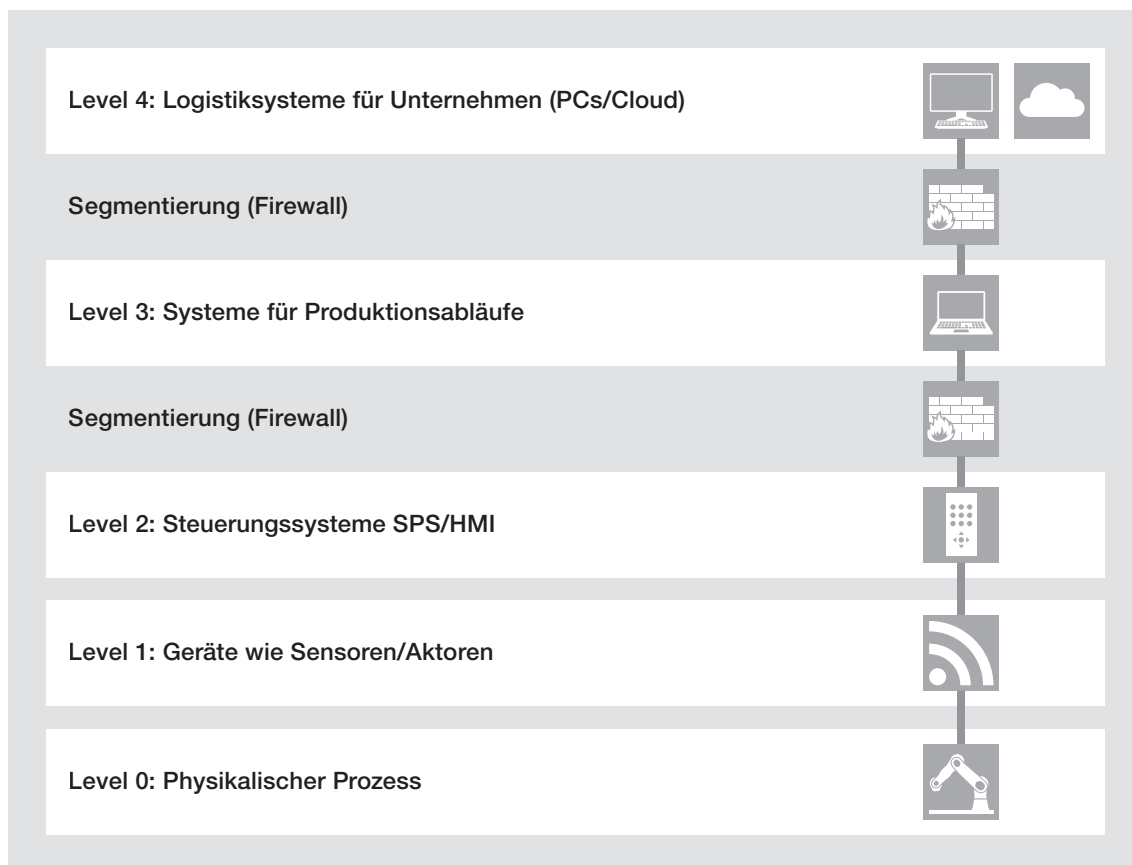 Level 4: Logistiksysteme für Unternehmen (PCs/Cloud)
Segmentierung (Firewall)
Level 3: Systeme für Produktionsabläufe
Segmentierung (Firewall)
Level 2: Steuerungssysteme SPS/HMI
Level 1: Geräte wie Sensoren/Aktoren
Level 0: Physikalischer Prozess